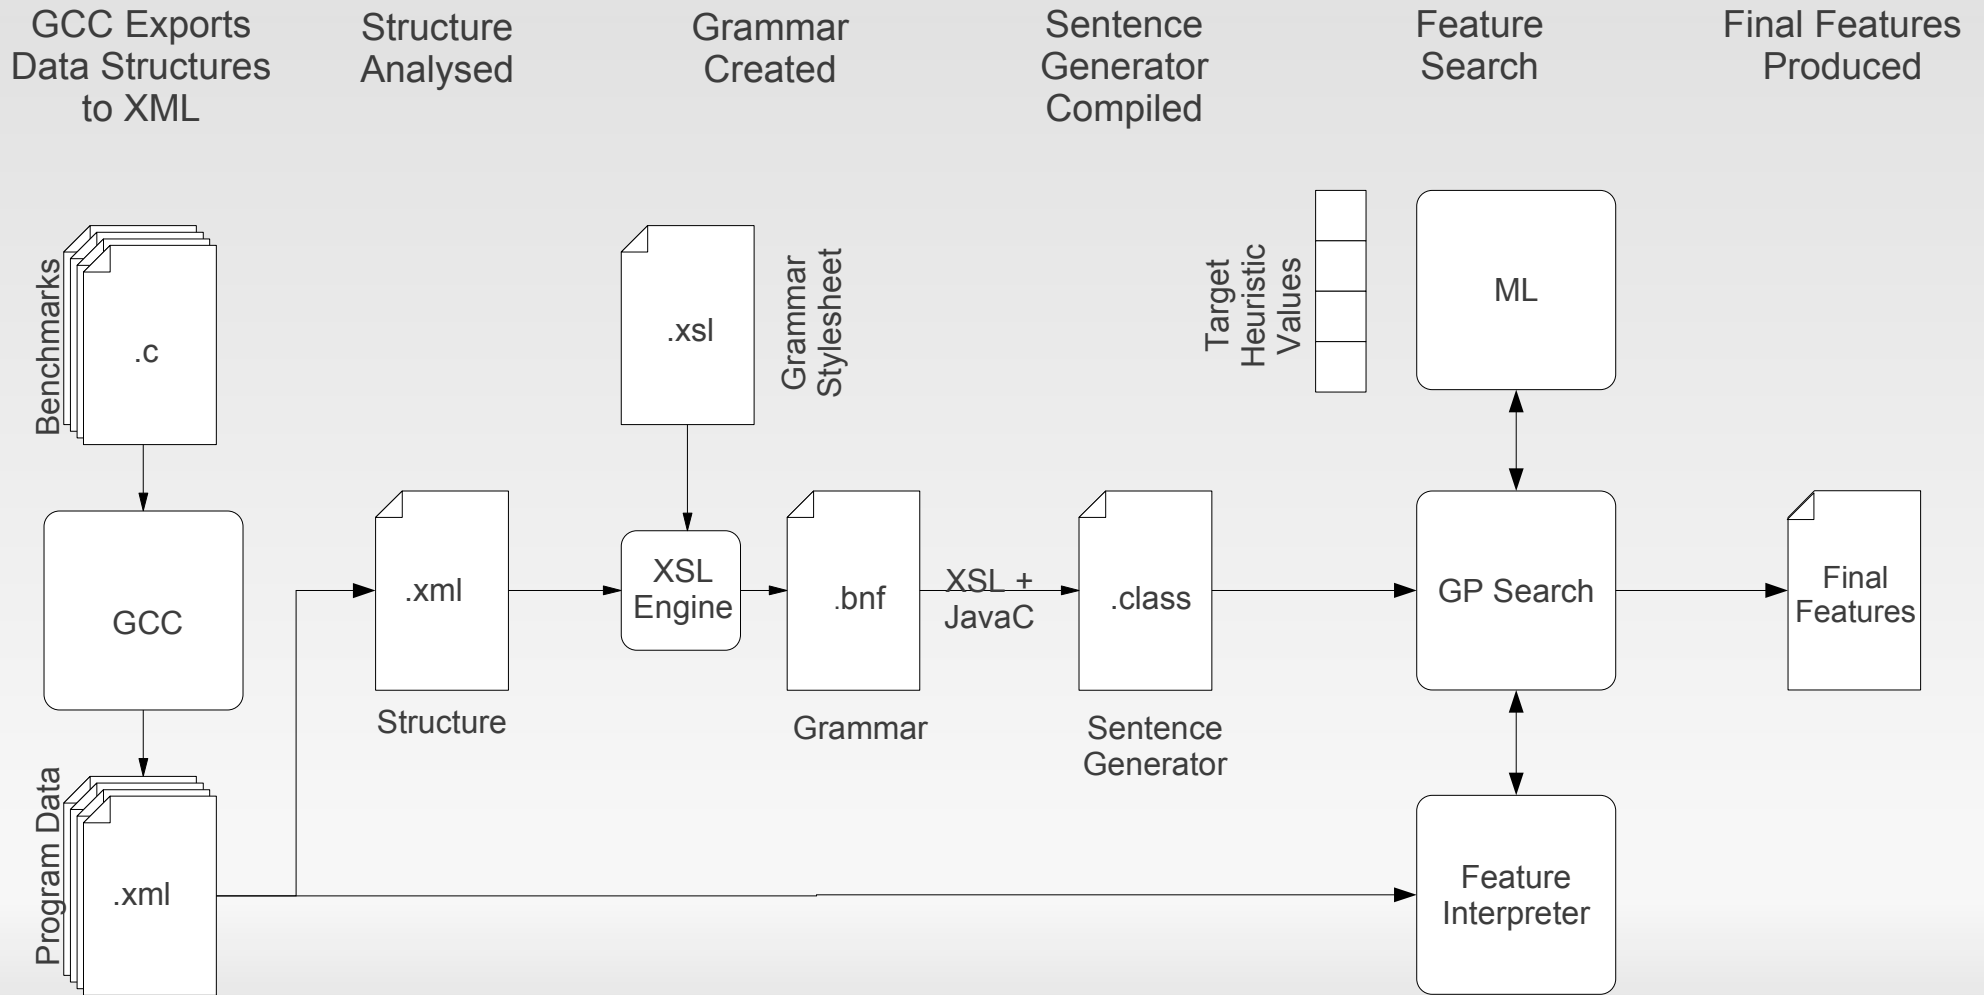 GCC Exports
Data Structures
to XML
Structure
Analysed
Grammar
Created
Sentence
Generator
Compiled
Feature
Search
Final Features
Produced
Benchmarks
.c
.xsl
Grammar
Stylesheet
Target
Heuristic
Values
ML
GCC
.xml
Structure
XSL
Engine
.bnf
Grammar
XSL +
JavaC
.class
Sentence
Generator
GP Search
Final
Features
Program Data
.xml
Feature
Interpreter